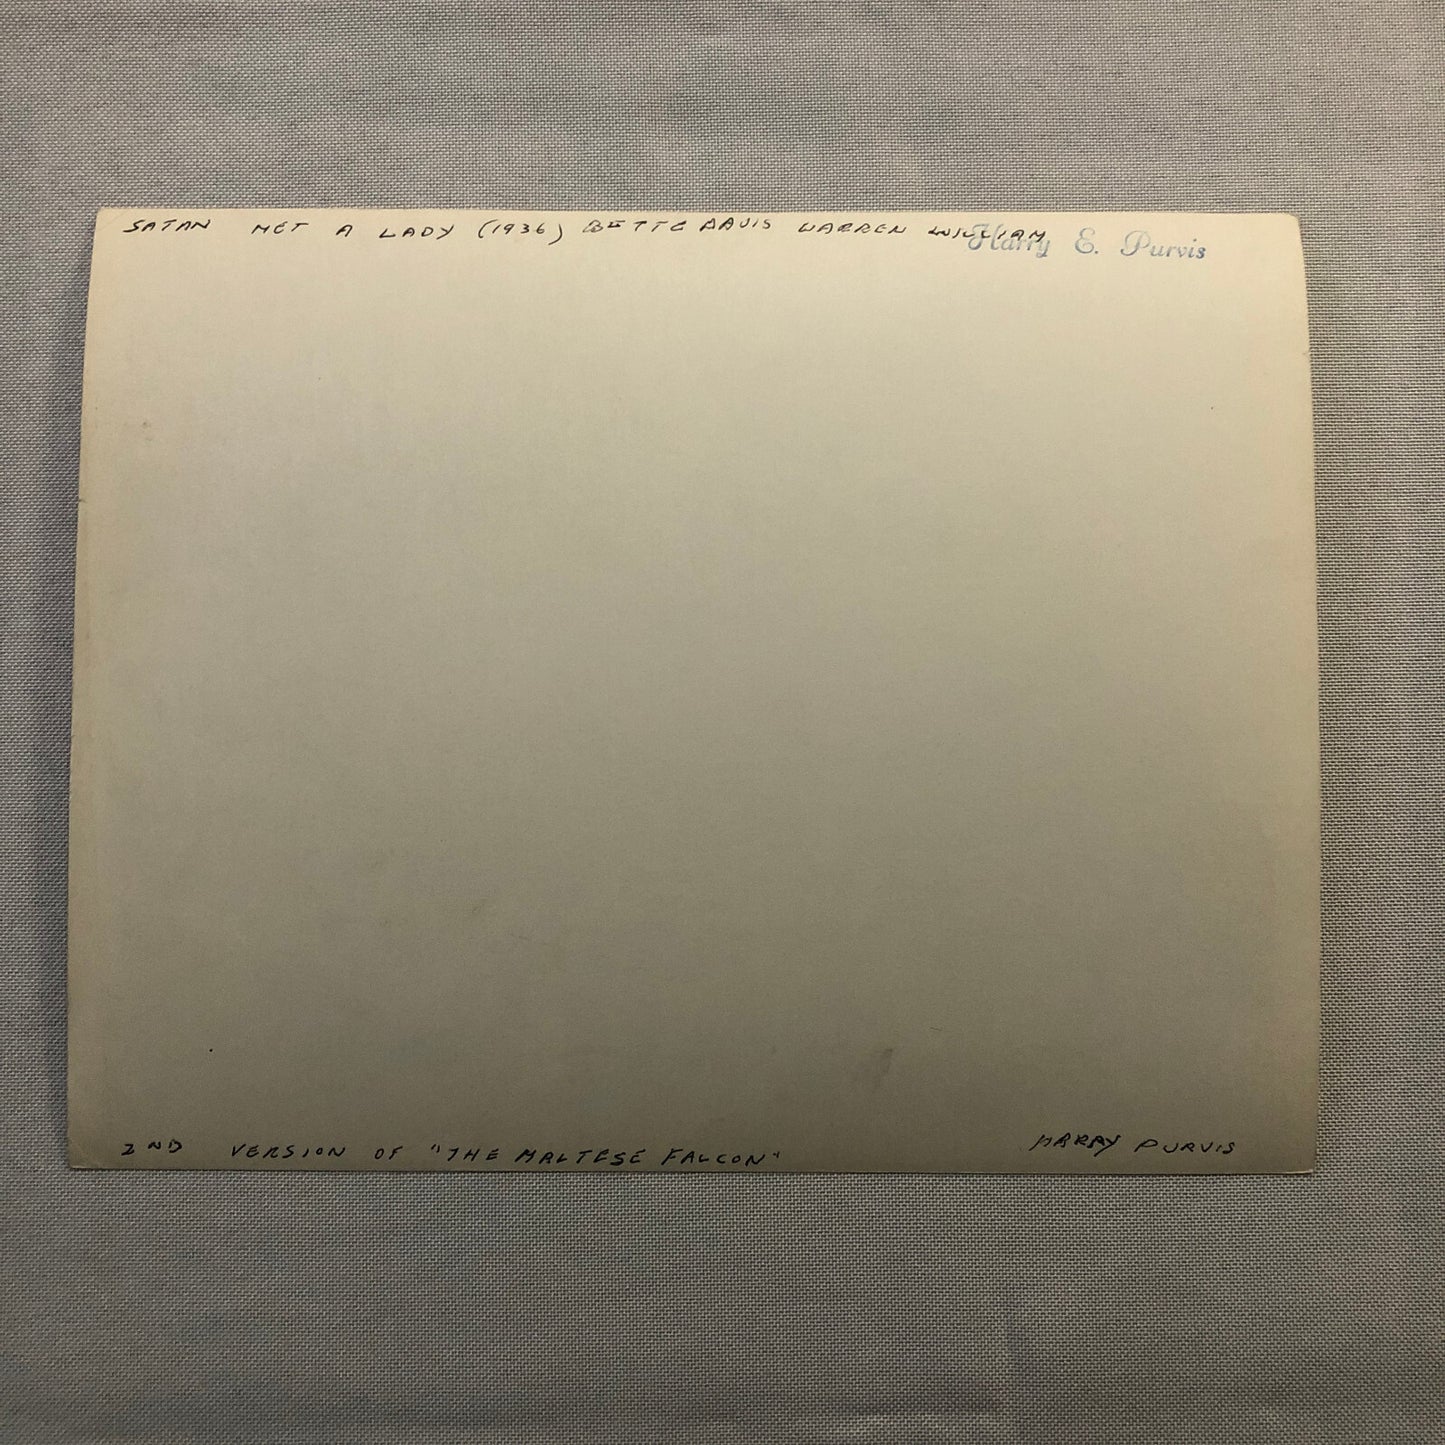 SATAN MET A LADY (1936) BETTE DAVIS WARREN WILLIAM
Harry E. Purvis
2ND VERSION OF "THE MALTESE FALCON"
HARRY PURVIS